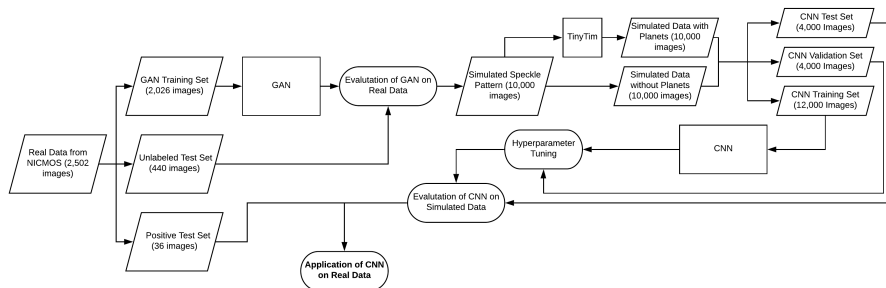 Real Data from
NICMOS (2,502
images)
GAN Training Set
(2,026 images)
Unlabeled Test Set
(440 images)
Positive Test Set
(36 images)
GAN
Evalutation of GAN on
Real Data
Simulated Speckle
Pattern (10,000
images)
TinyTim
Simulated Data with
Planets (10,000
images)
Simulated Data
without Planets
(10,000 images)
CNN Test Set
(4,000 Images)
CNN Validation Set
(4,000 Images)
CNN Training Set
(12,000 Images)
CNN
Hyperparameter
Tuning
Evalutation of CNN on
Simulated Data
Application of CNN
on Real Data